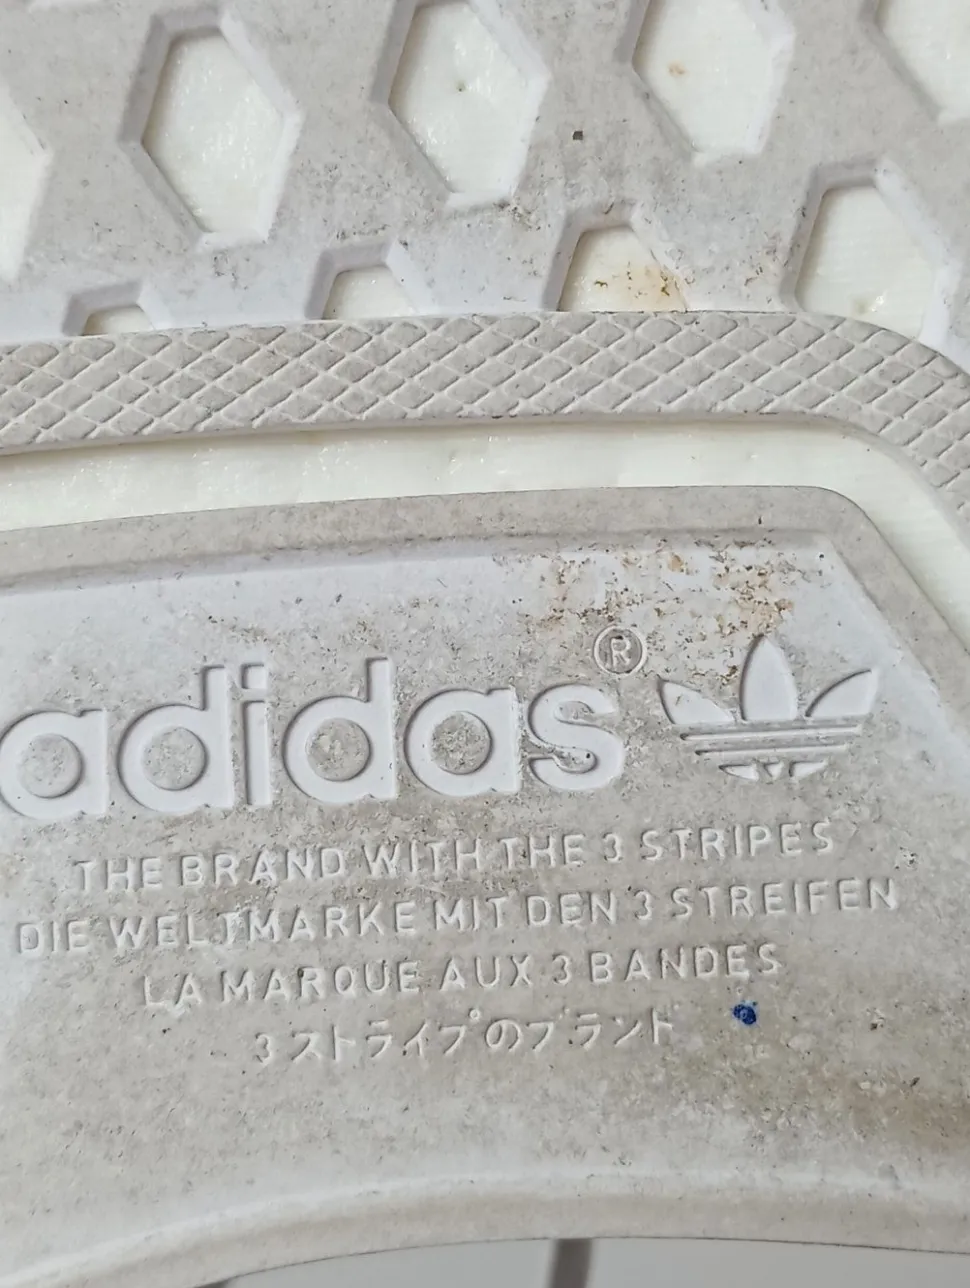 adidas®
THE BRAND WITH THE 3 STRIPES
DIE WELTMARKE MIT DEN 3 STREIFEN
LA MARQUE AUX 3 BANDES
3 ストライプのブランド